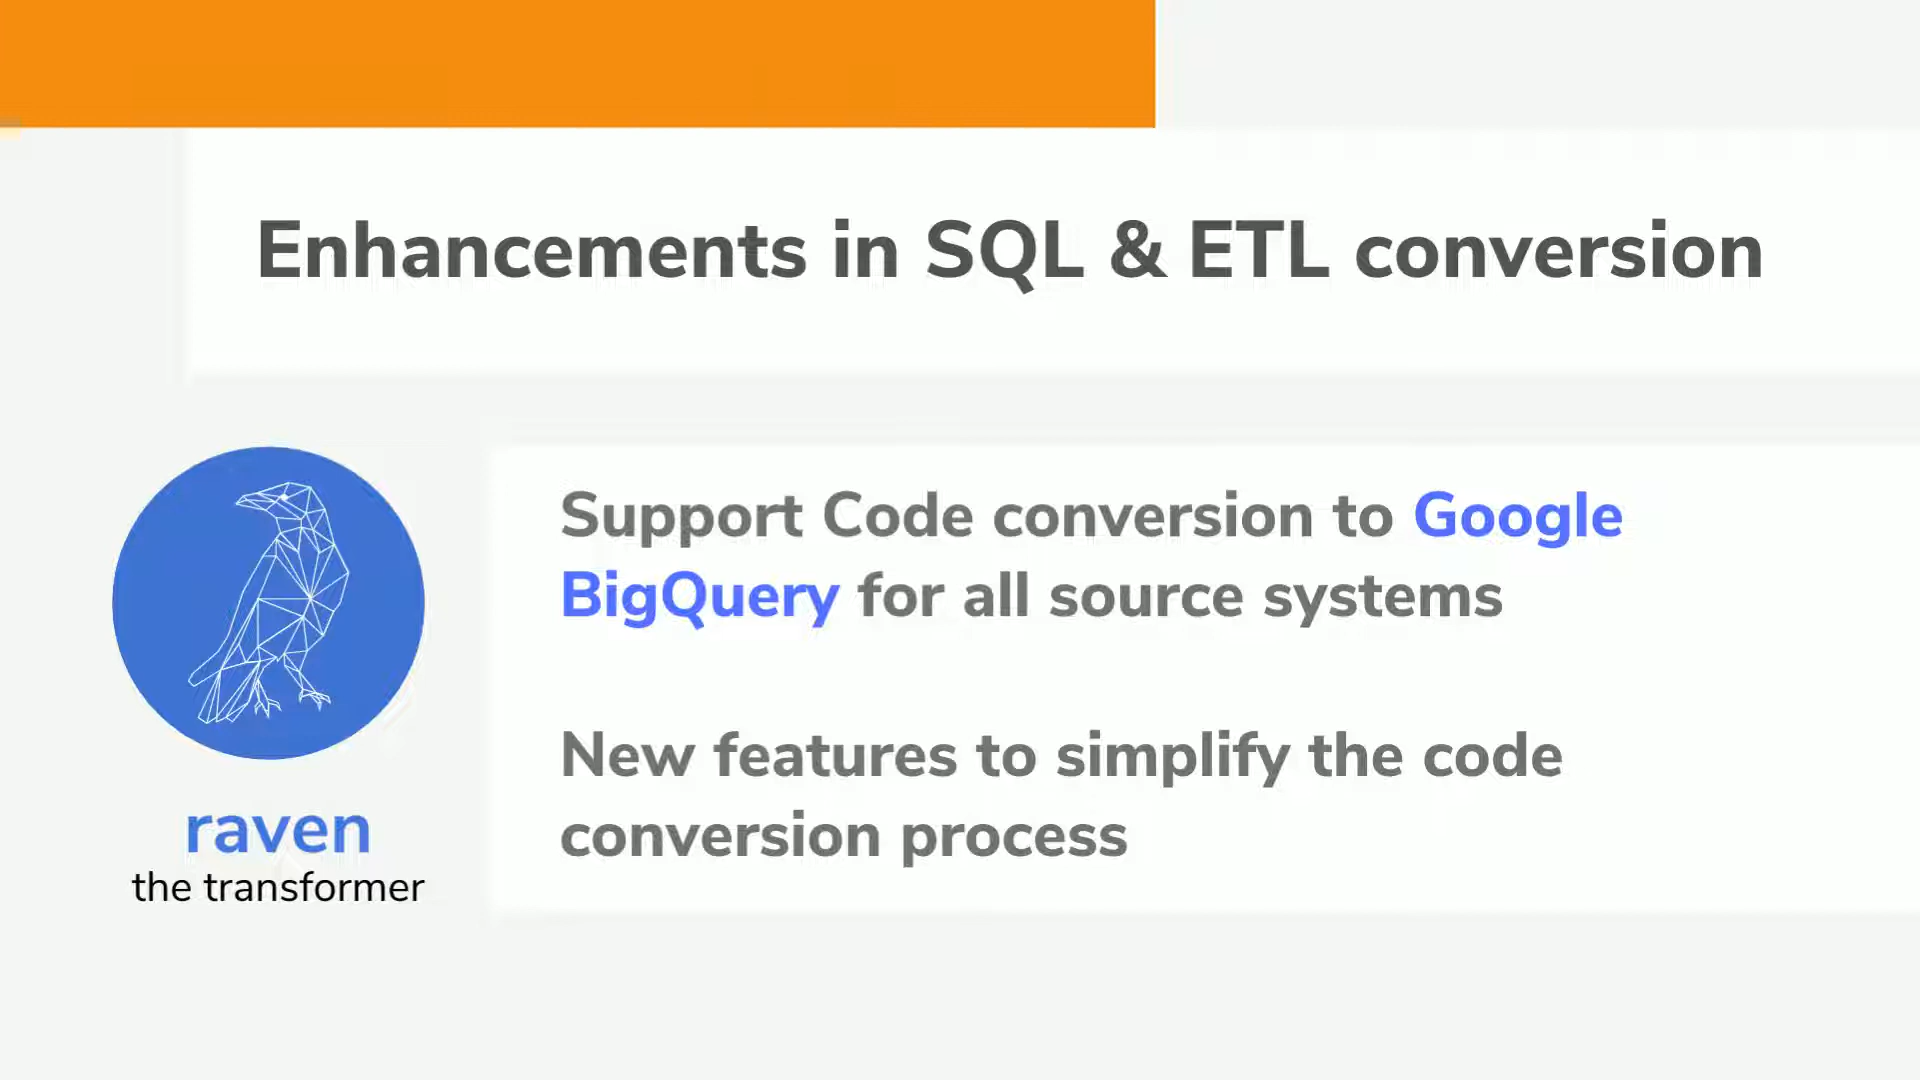 Enhancements in SQL & ETL conversion
Support Code conversion to Google
BigQuery for all source systems
New features to simplify the code
conversion process
raven
the transformer